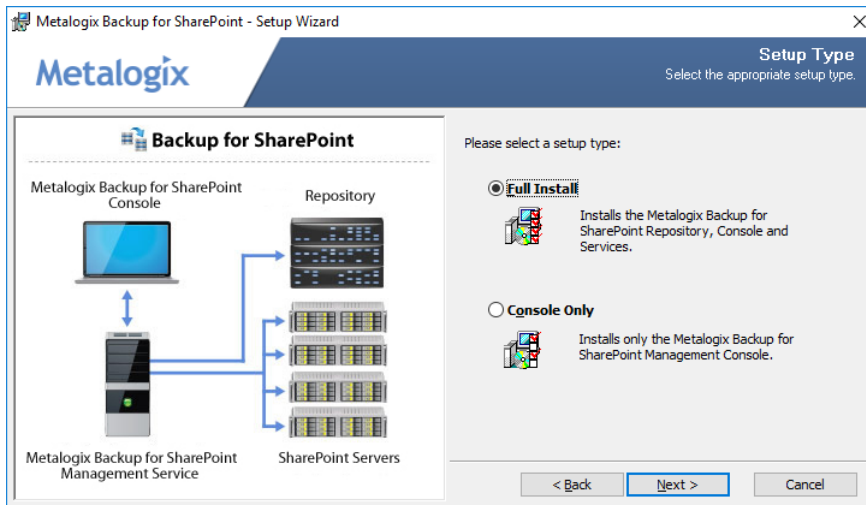 Metalogix Backup for SharePoint - Setup Wizard
Metalogix
Setup Type
Select the appropriate setup type.
Backup for SharePoint
Metalogix Backup for SharePoint
Console
Repository
Metalogix Backup for SharePoint
Management Service
SharePoint Servers
Please select a setup type:
Full Install
Installs the Metalogix Backup for
SharePoint Repository, Console and
Services.
Console Only
Installs only the Metalogix Backup for
SharePoint Management Console.
< Back
Next >
Cancel